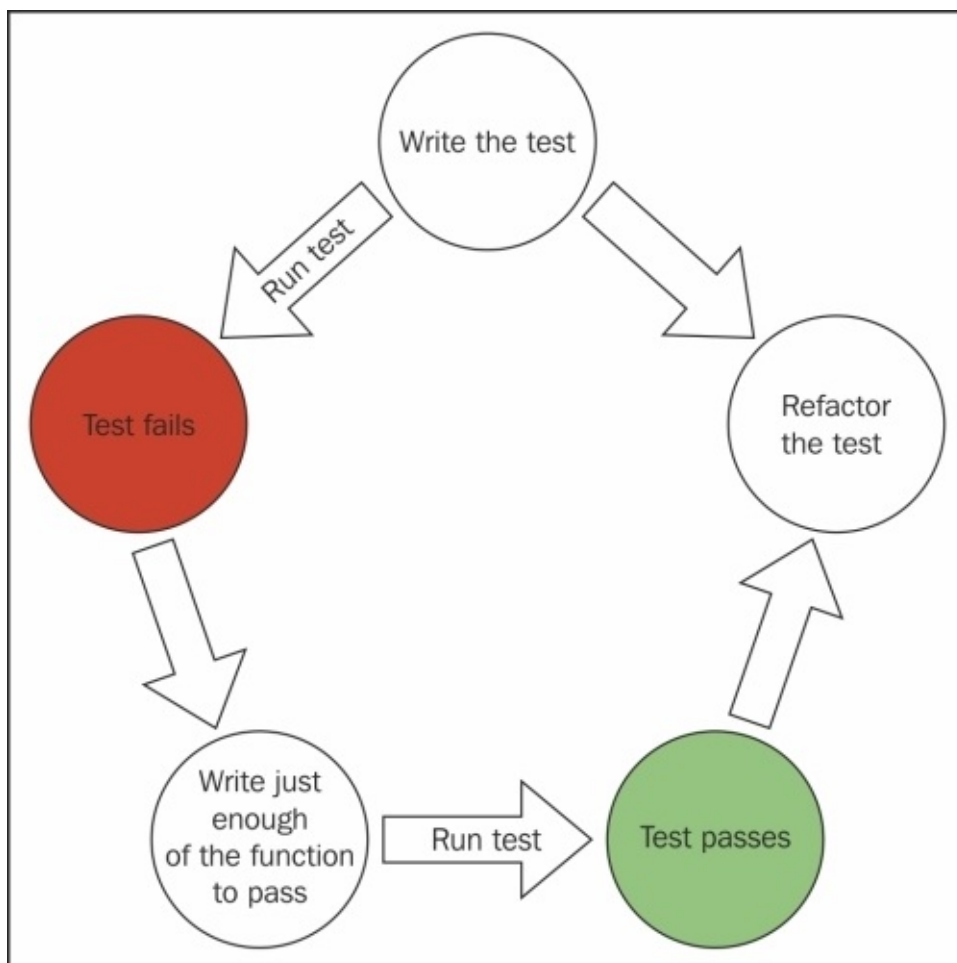 Write the test
Run test
Test fails
Refactor
the test
Write just
enough
of the function
to pass
Run test
Test passes